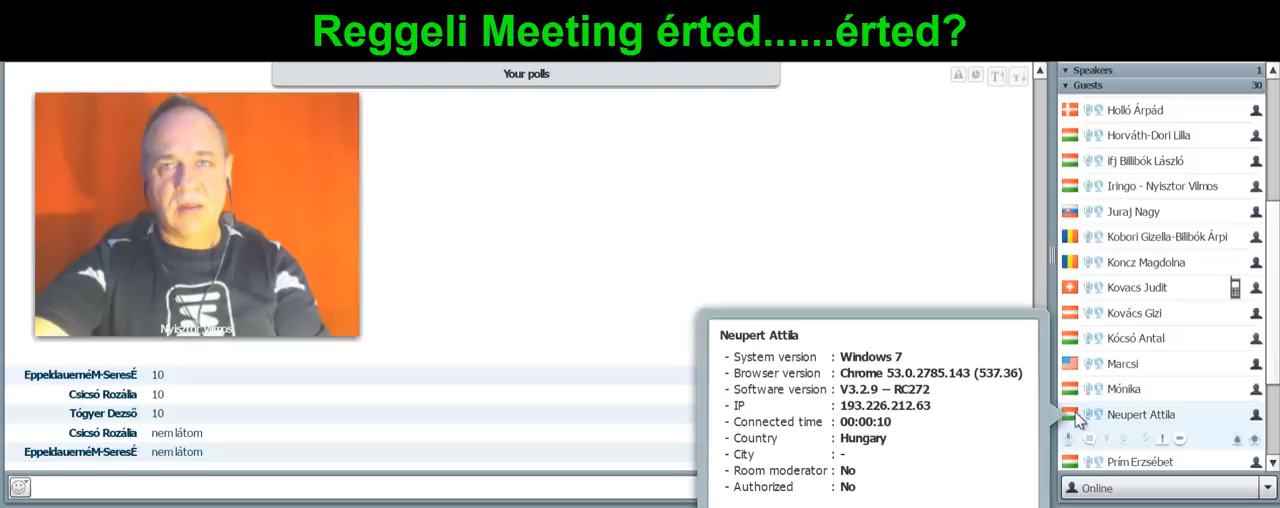 Reggeli Meeting érted......érted?
Your polls
Nyisztor Vilmos
EppeldauernéM-SeresÉ 10
Csicsó Rozália 10
Tógyer Dezső 10
Csicsó Rozália nem látom
EppeldauernéM-SeresÉ nem látom
Neupert Attila
- System version : Windows 7
- Browser version : Chrome 53.0.2785.143 (537.36)
- Software version : V3.2.9 -- RC272
- IP : 193.226.212.63
- Connected time : 00:00:10
- Country : Hungary
- City : -
- Room moderator : No
- Authorized : No
Speakers 1
Guests 30
Holló Árpád
Horváth-Dori Lilla
ifj Billibók László
Iringo - Nyisztor Vilmos
Juraj Nagy
Kobori Gizella-Bilibók Árpi
Koncz Magdolna
Kovacs Judit
Kovács Gizi
Kócsó Antal
Marcsi
Mónika
Neupert Attila
Prím Erzsébet
Online